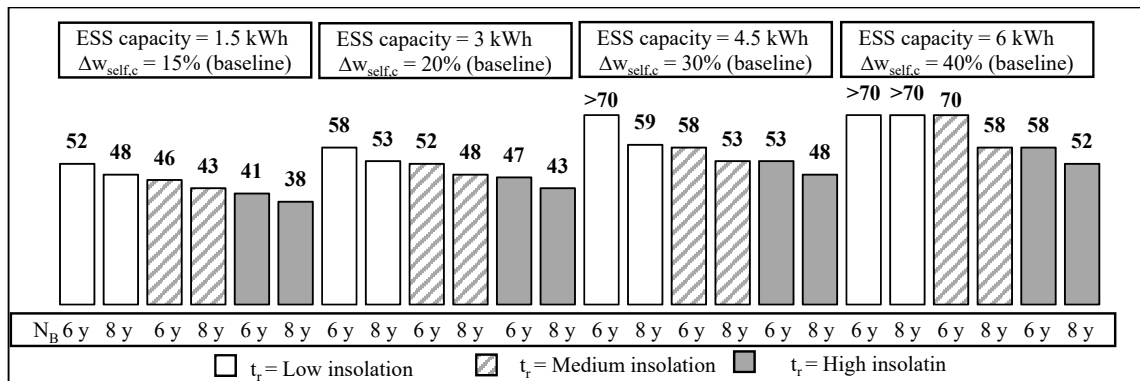 ESS capacity = 1.5 kWh
Δw_self,c = 15% (baseline)
ESS capacity = 3 kWh
Δw_self,c = 20% (baseline)
ESS capacity = 4.5 kWh
Δw_self,c = 30% (baseline)
ESS capacity = 6 kWh
Δw_self,c = 40% (baseline)
52 48 46 43 41 38
58 53 52 48 47 43
>70 59 58 53 53 48
>70 >70 70 58 58 52
N_B 6 y 8 y 6 y 8 y 6 y 8 y 6 y 8 y 6 y 8 y 6 y 8 y 6 y 8 y 6 y 8 y 6 y 8 y 6 y 8 y 6 y 8 y 6 y 8 y
t_r = Low insolation
t_r = Medium insolation
t_r = High insolatin